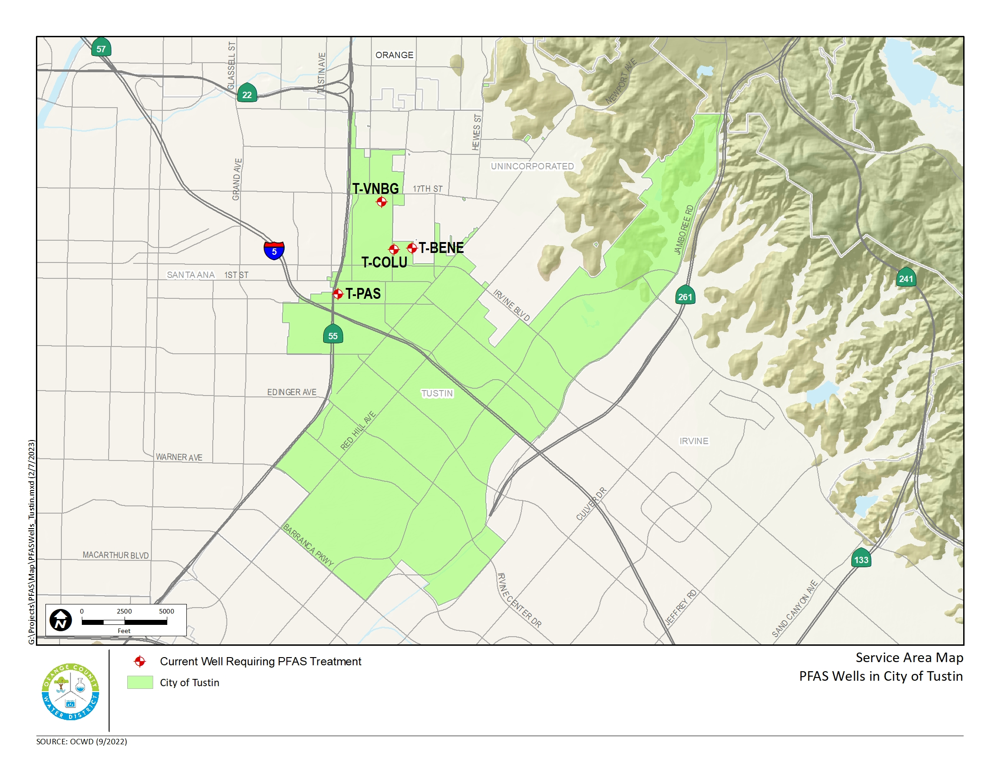 57
ORANGE
GLASSELL ST
TUSTIN AVE
NEWPORT AVE
22
HEWES ST
GRAND AVE
UNINCORPORATED
T-VNBG
17TH ST
JAMBOREE RD
5
T-BENE
T-COLU
SANTA ANA
1ST ST
241
T-PAS
IRVINE BLVD
261
55
EDINGER AVE
TUSTIN
RED HILL AVE
IRVINE
WARNER AVE
CULVER DR
BARRANCA PKWY
MACARTHUR BLVD
133
IRVINE CENTER DR
JEFFREY RD
SAND CANYON AVE
0 2500 5000
N
Feet
G:\Projects\PFAS\Map\PFASWells_Tustin.mxd (2/7/2023)
ORANGE COUNTY
WATER DISTRICT
Current Well Requiring PFAS Treatment
City of Tustin
Service Area Map
PFAS Wells in City of Tustin
SOURCE: OCWD (9/2022)